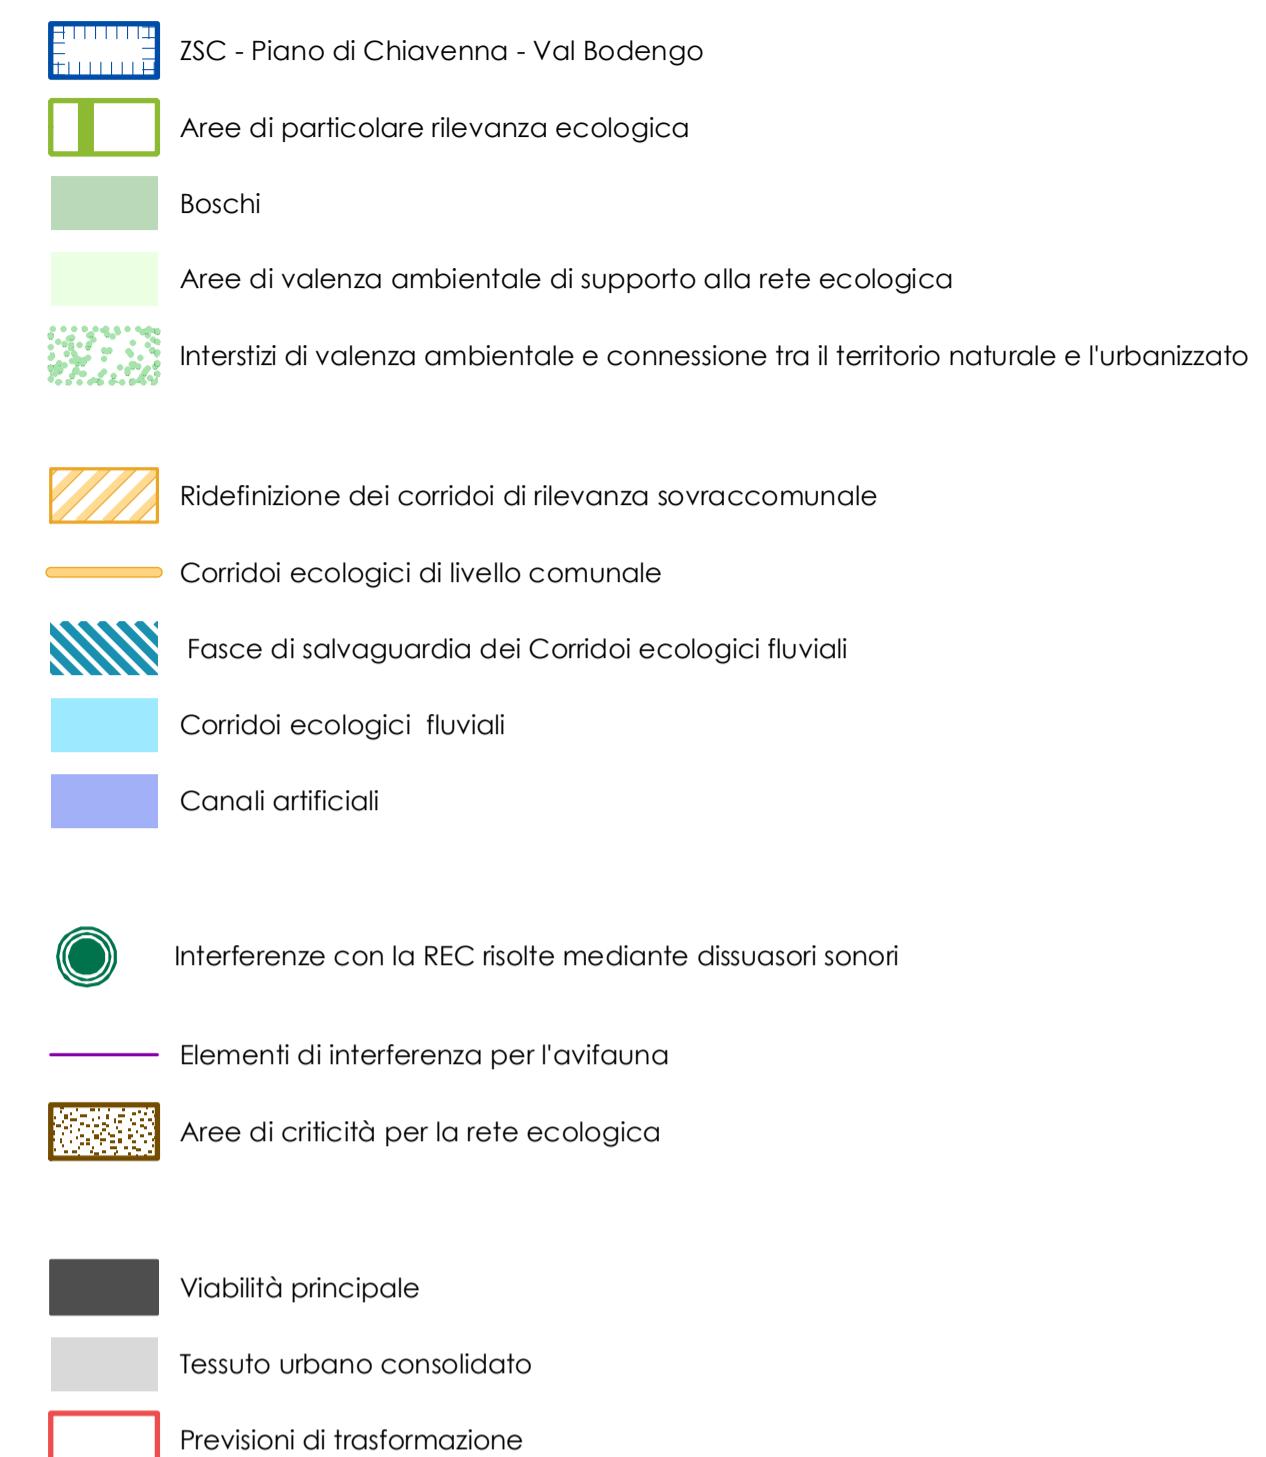 ZSC - Piano di Chiavenna - Val Bodengo
Aree di particolare rilevanza ecologica
Boschi
Aree di valenza ambientale di supporto alla rete ecologica
Interstizi di valenza ambientale e connessione tra il territorio naturale e l'urbanizzato
Ridefinizione dei corridoi di rilevanza sovraccomunale
Corridoi ecologici di livello comunale
Fasce di salvaguardia dei Corridoi ecologici fluviali
Corridoi ecologici  fluviali
Canali artificiali
Interferenze con la REC risolte mediante dissuasori sonori
Elementi di interferenza per l'avifauna
Aree di criticità per la rete ecologica
Viabilità principale
Tessuto urbano consolidato
Previsioni di trasformazione